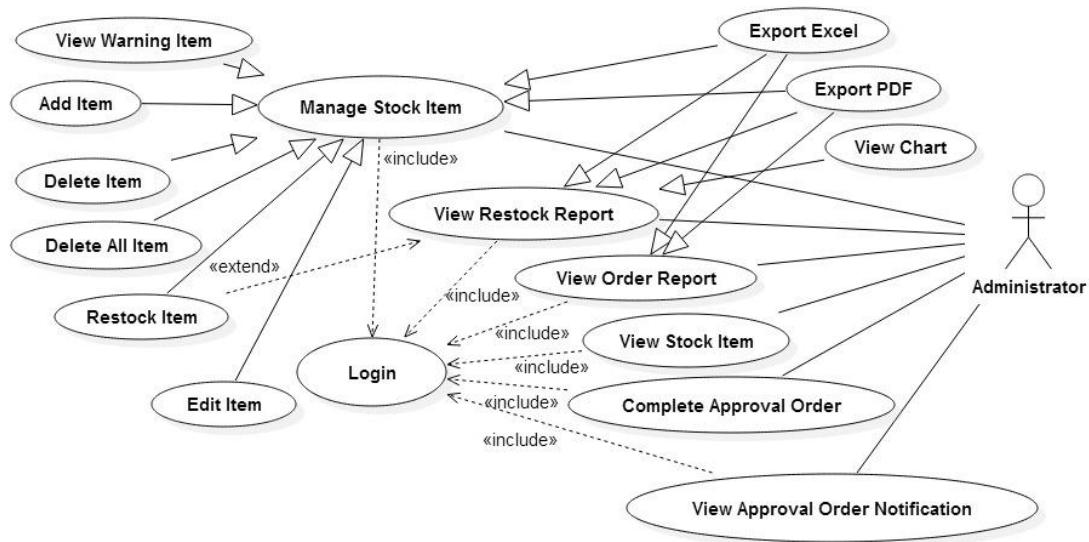 Export Excel
View Warning Item
Export PDF
Add Item
Manage Stock Item
View Chart
«include»
Delete Item
View Restock Report
Delete All Item
«extend»
View Order Report
Administrator
«include»
Restock Item
View Stock Item
«include»
Login
«include»
Edit Item
Complete Approval Order
«include»
View Approval Order Notification